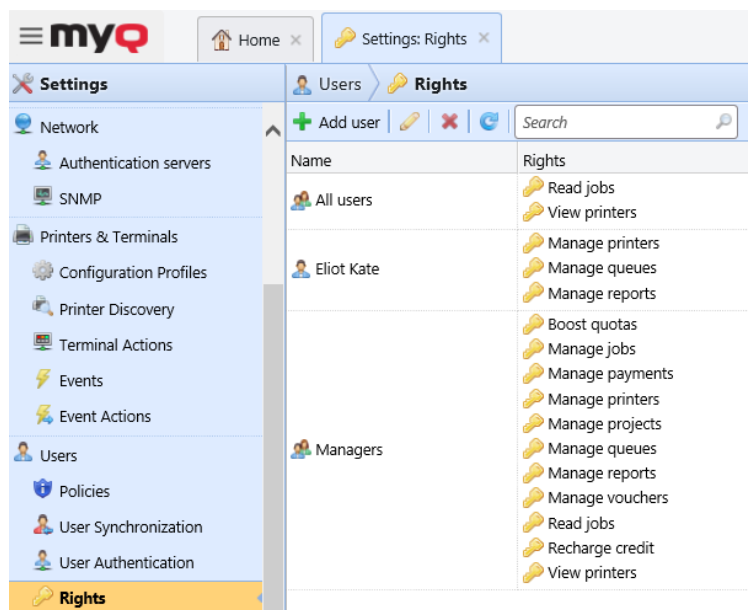 myQ
Home
Settings: Rights
Settings
Users
Rights
Network
Authentication servers
SNMP
Printers & Terminals
Configuration Profiles
Printer Discovery
Terminal Actions
Events
Event Actions
Users
Policies
User Synchronization
User Authentication
Rights
Add user
Search
Name
Rights
All users
Read jobs
View printers
Eliot Kate
Manage printers
Manage queues
Manage reports
Managers
Boost quotas
Manage jobs
Manage payments
Manage printers
Manage projects
Manage queues
Manage reports
Manage vouchers
Read jobs
Recharge credit
View printers